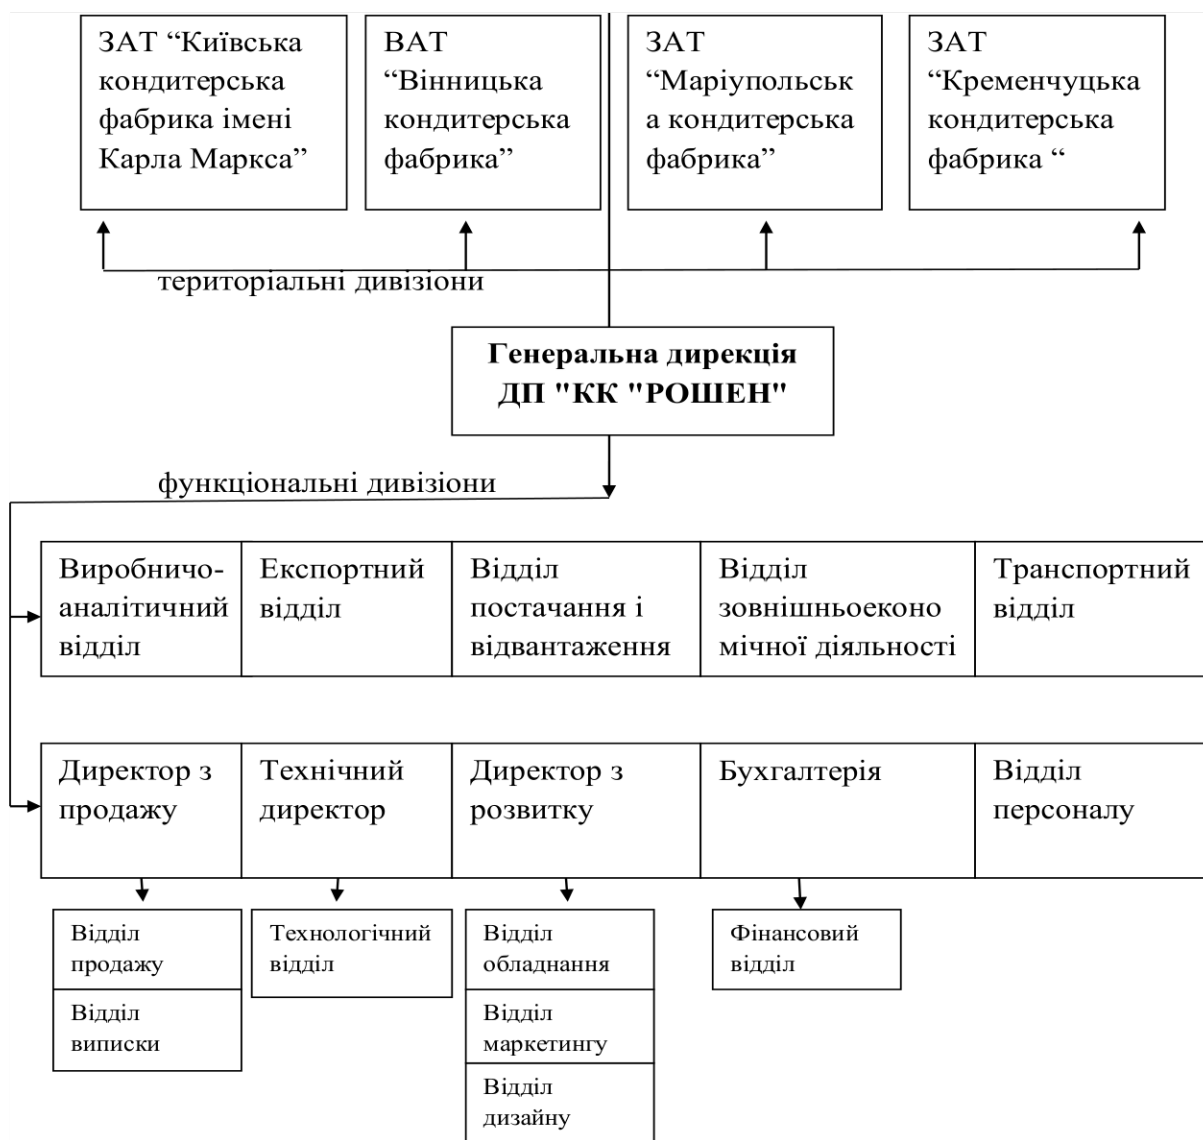 ЗАТ “Київська
кондитерська
фабрика імені
Карла Маркса”
ВАТ
“Вінницька
кондитерська
фабрика”
ЗАТ
“Маріупольськ
а кондитерська
фабрика”
ЗАТ
“Кременчуцька
кондитерська
фабрика “
територіальні дивізіони
Генеральна дирекція
ДП "КК "РОШЕН"
функціональні дивізіони
Виробничо-
аналітичний
відділ
Експортний
відділ
Відділ
постачання і
відвантаження
Відділ
зовнішньоеконо
мічної діяльності
Транспортний
відділ
Директор з
продажу
Технічний
директор
Директор з
розвитку
Бухгалтерія
Відділ
персоналу
Відділ
продажу
Відділ
виписки
Технологічний
відділ
Відділ
обладнання
Відділ
маркетингу
Відділ
дизайну
Фінансовий
відділ